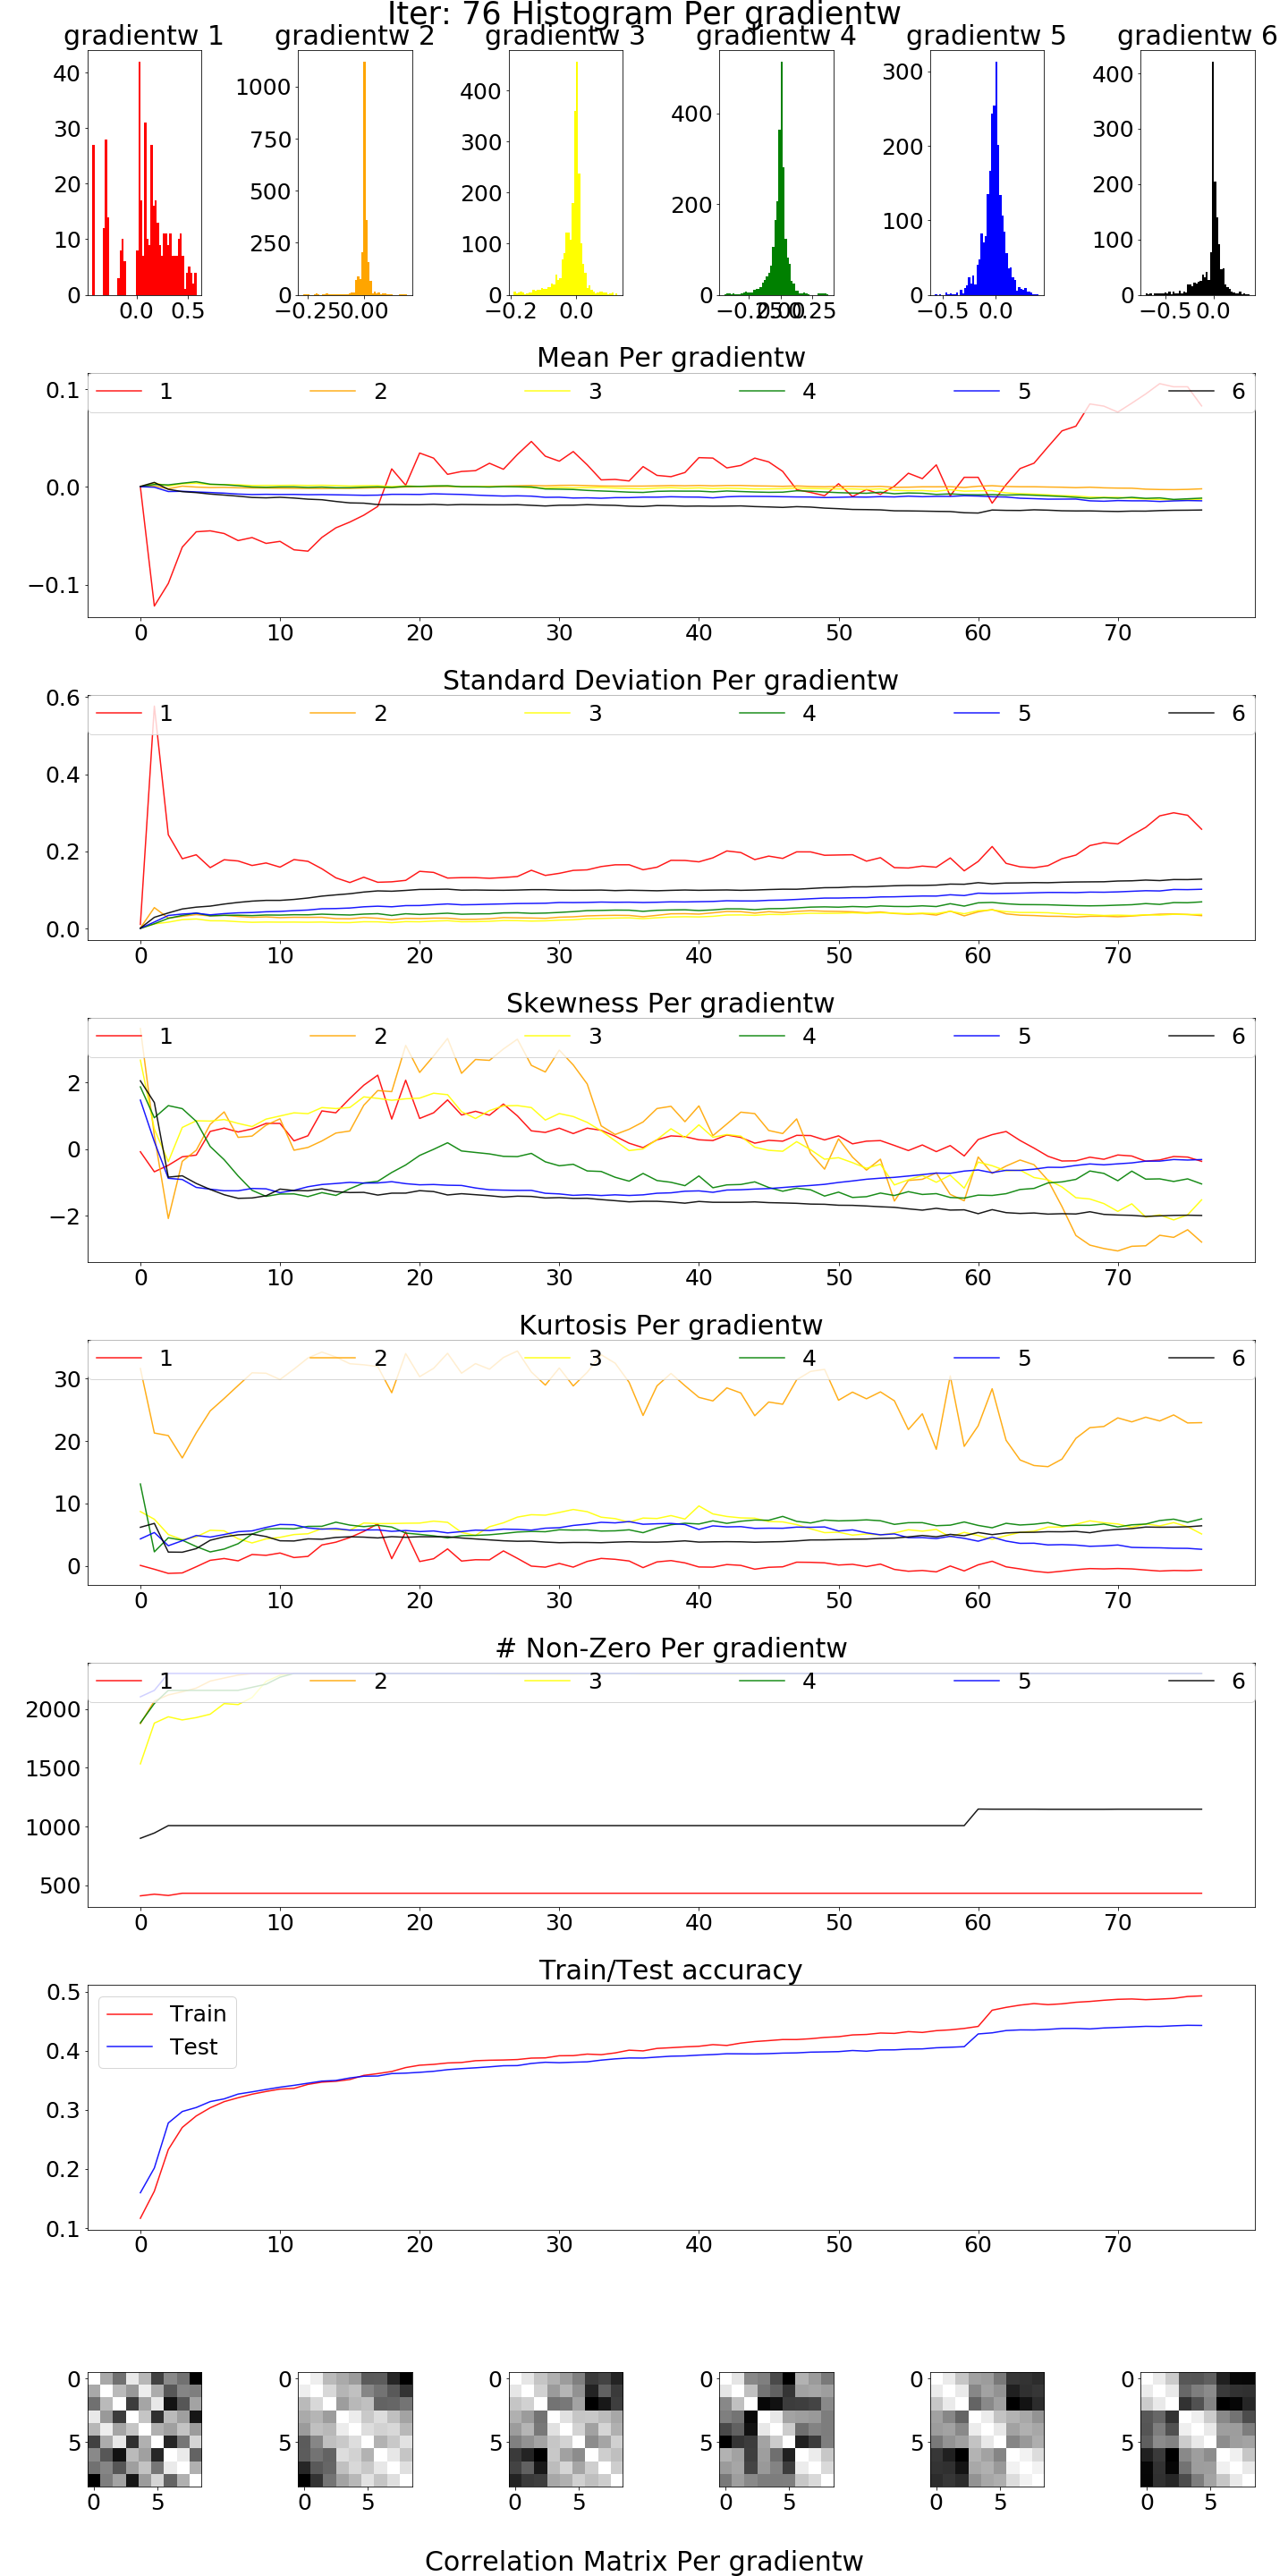 Iter: 76 Histogram Per gradientw
gradientw 1 gradientw 2 gradientw 3 gradientw 4 gradientw 5 gradientw 6
40 30 20 10 0
0.0 0.5
1000 750 500 250 0
−0.25 0.00
400 300 200 100 0
−0.2 0.0
400 200 0
−0.25 0.00 0.25
300 200 100 0
−0.5 0.0
400 300 200 100 0
−0.5 0.0
Mean Per gradientw
1 2 3 4 5 6
0.1
0.0
−0.1
0 10 20 30 40 50 60 70
Standard Deviation Per gradientw
1 2 3 4 5 6
0.6
0.4
0.2
0.0
0 10 20 30 40 50 60 70
Skewness Per gradientw
1 2 3 4 5 6
2
0
−2
0 10 20 30 40 50 60 70
Kurtosis Per gradientw
1 2 3 4 5 6
30
20
10
0
0 10 20 30 40 50 60 70
# Non-Zero Per gradientw
1 2 3 4 5 6
2000
1500
1000
500
0 10 20 30 40 50 60 70
Train/Test accuracy
Train
Test
0.5
0.4
0.3
0.2
0.1
0 10 20 30 40 50 60 70
0 0 0 0 0 0
5 5 5 5 5 5
0 5 0 5 0 5 0 5 0 5 0 5
Correlation Matrix Per gradientw